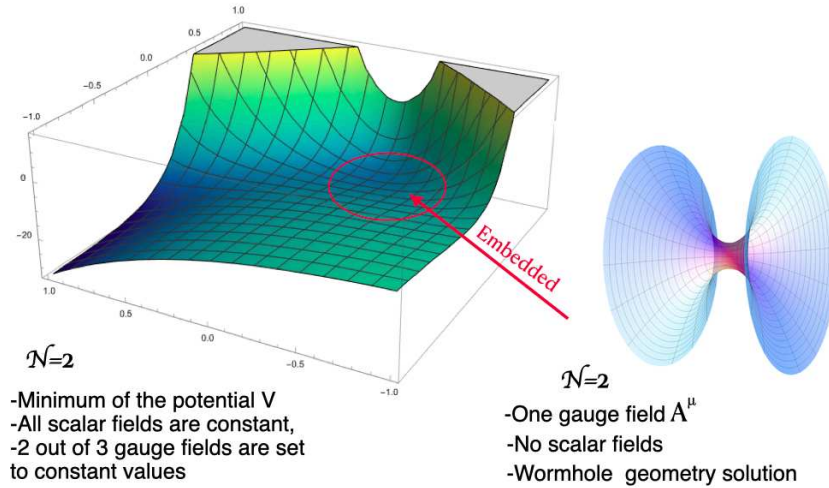 1.0
0.5
0.0
−0.5
−1.0
0
−20
1.0
0.5
0.0
−0.5
−1.0
Embedded
𝒩=2
-Minimum of the potential V
-All scalar fields are constant,
-2 out of 3 gauge fields are set
to constant values
𝒩=2
-One gauge field A^μ
-No scalar fields
-Wormhole geometry solution